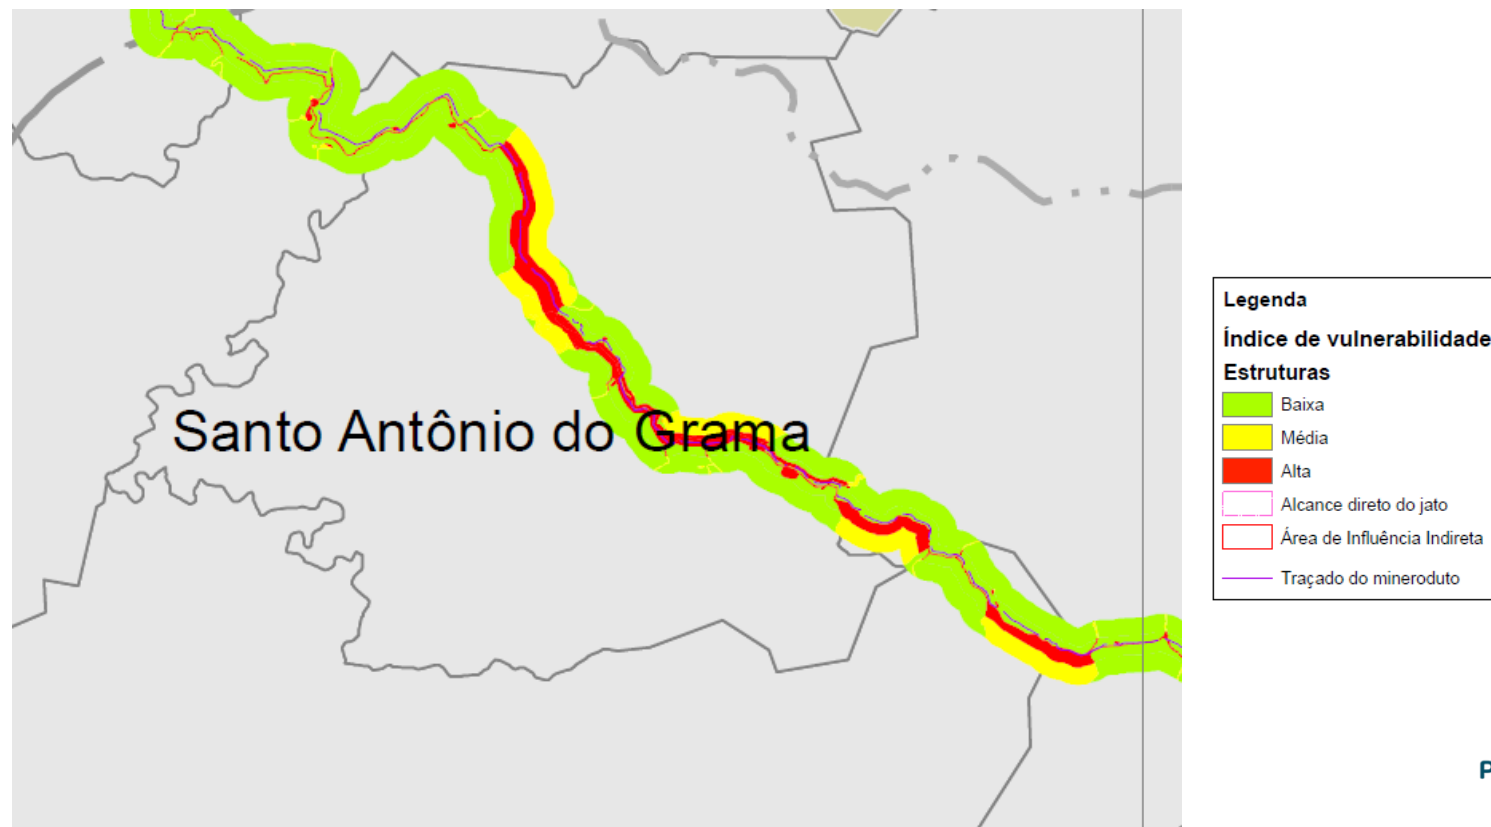 Santo Antônio do Grama
Legenda
Índice de vulnerabilidade
Estruturas
Baixa
Média
Alta
Alcance direto do jato
Área de Influência Indireta
Traçado do mineroduto
P